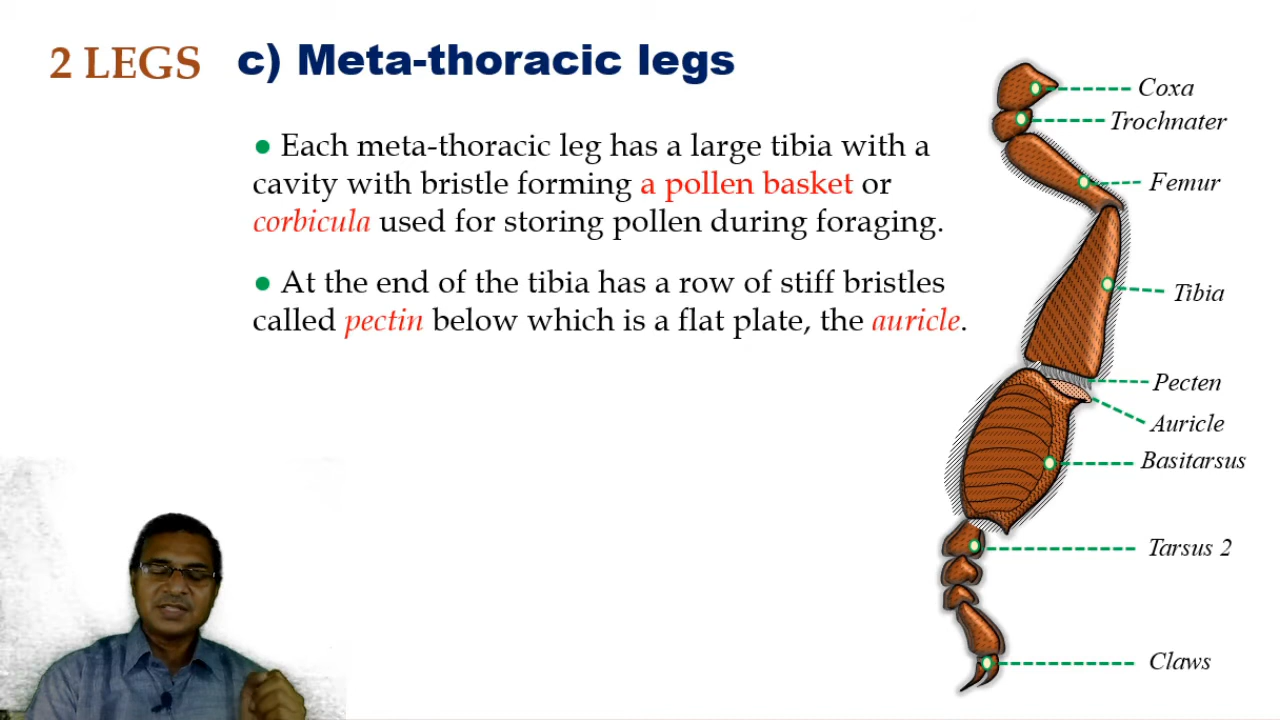 2 LEGS c) Meta-thoracic legs
● Each meta-thoracic leg has a large tibia with a
cavity with bristle forming a pollen basket or
corbicula used for storing pollen during foraging.
● At the end of the tibia has a row of stiff bristles
called pectin below which is a flat plate, the auricle.
Coxa
Trochnater
Femur
Tibia
Pecten
Auricle
Basitarsus
Tarsus 2
Claws